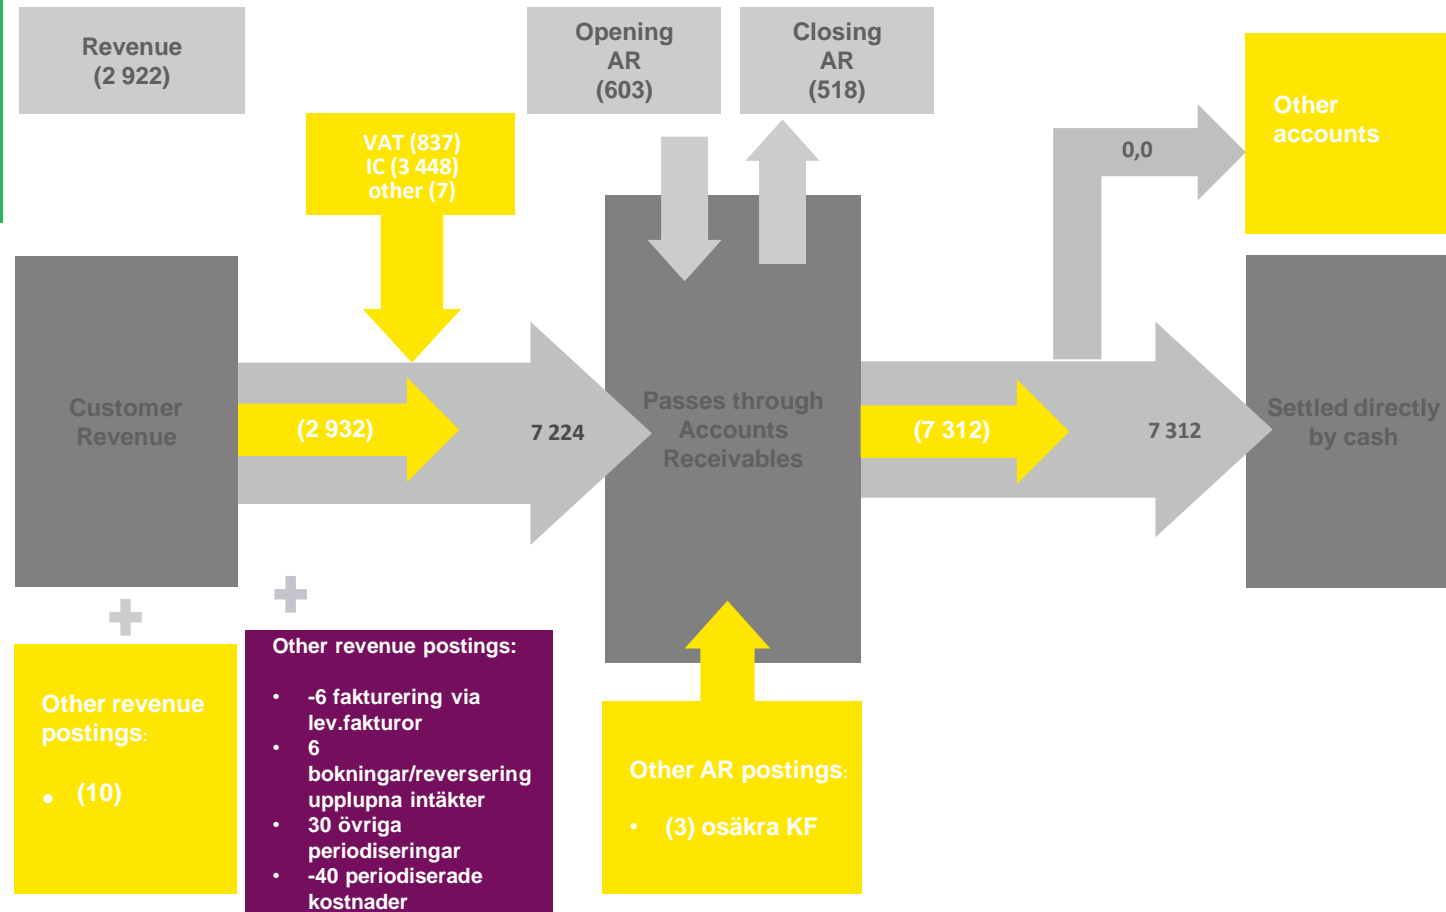 Revenue
(2 922)
Opening
AR
(603)
Closing
AR
(518)
Other
accounts
VAT (837)
IC (3 448)
other (7)
0,0
Customer
Revenue
(2 932)
7 224
Passes through
Accounts
Receivables
(7 312)
7 312
Settled directly
by cash
Other revenue
postings:
• (10)
Other revenue postings:
• -6 fakturering via
lev.fakturor
• 6
bokningar/reversering
upplupna intäkter
• 30 övriga
periodiseringar
• -40 periodiserade
kostnader
Other AR postings:
• (3) osäkra KF